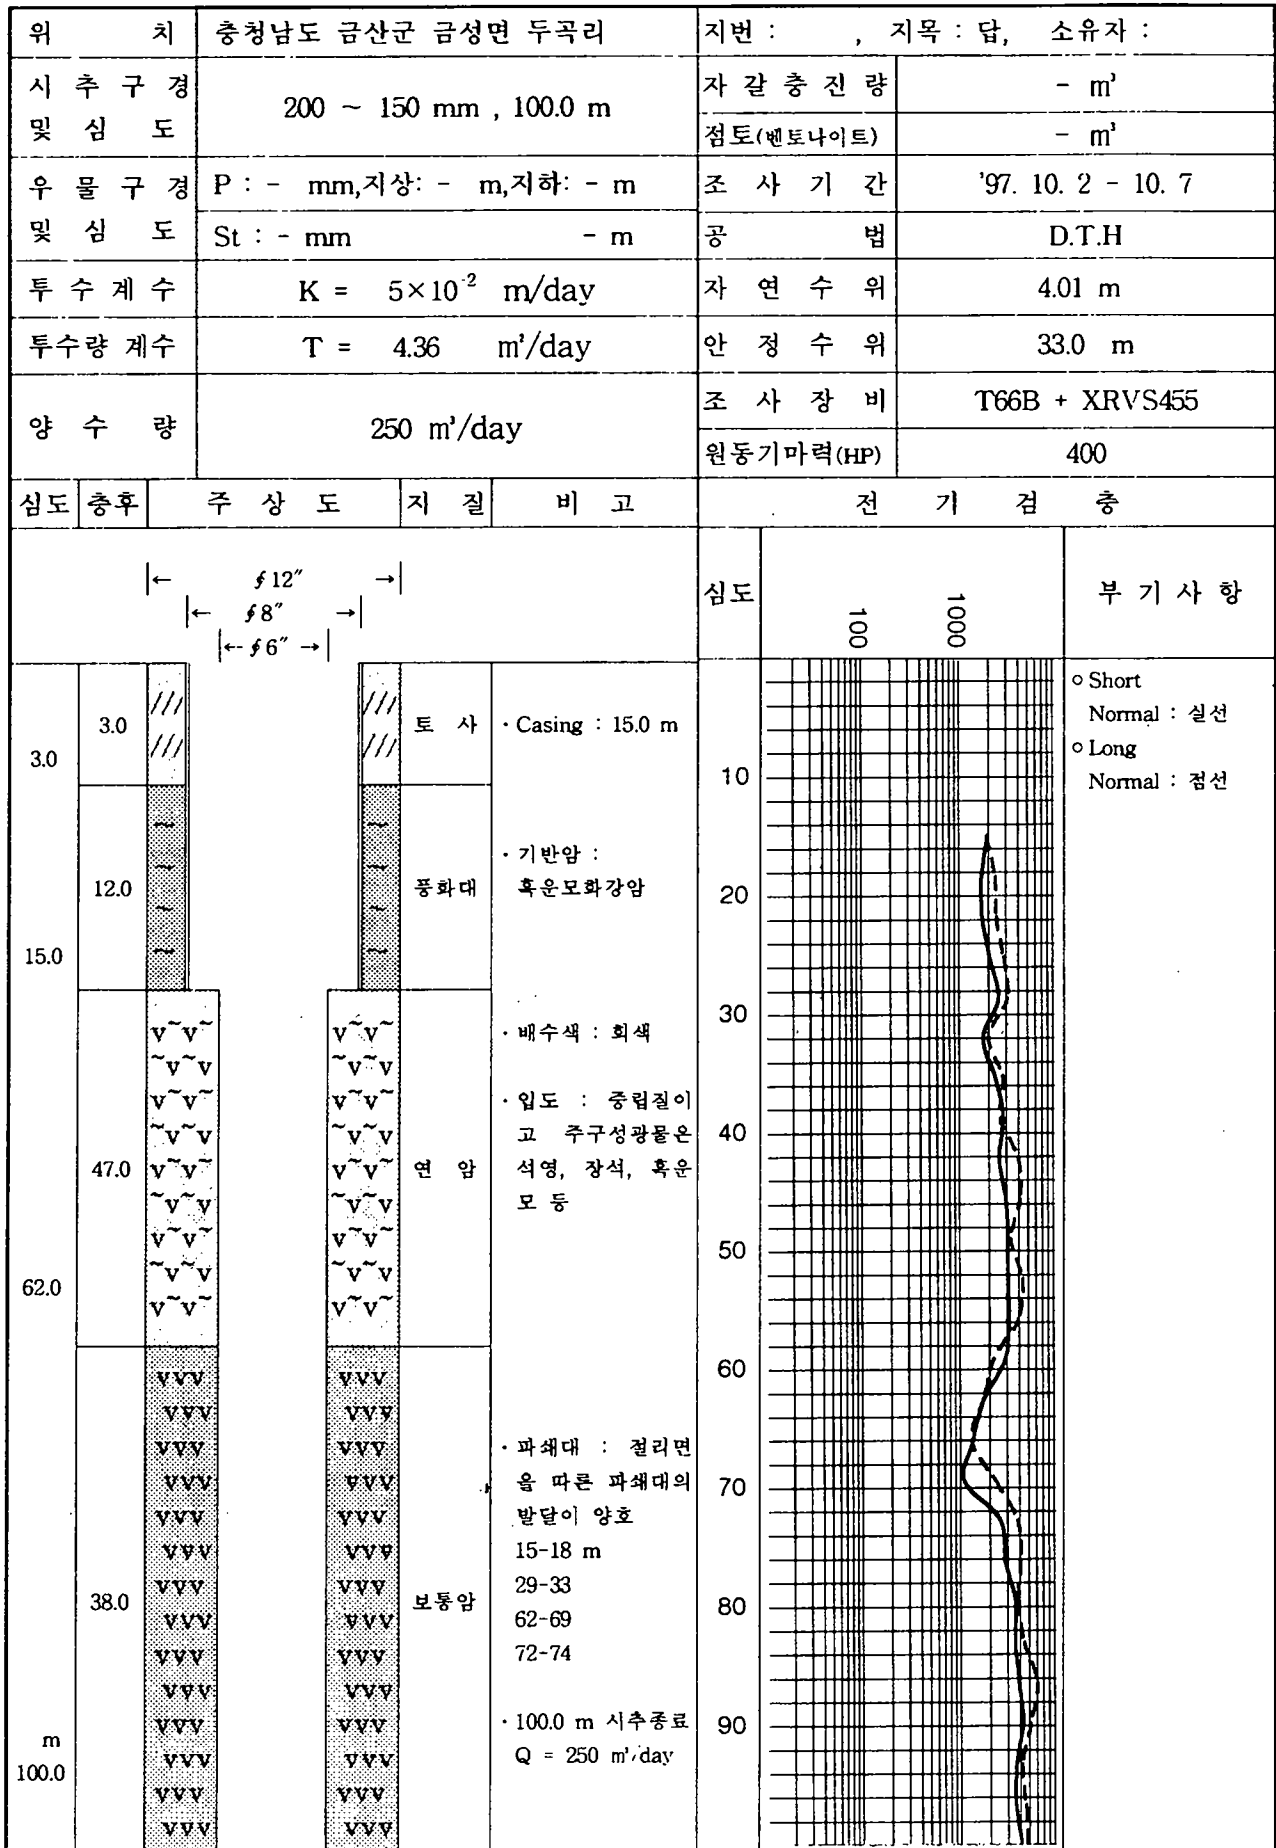 위 치 충청남도 금산군 금성면 두곡리 지번 : , 지목 : 답, 소유자 :
시 추 구 경 및 심 도 200 ~ 150 mm , 100.0 m
자 갈 충 진 량 - m³
점토(벤토나이트) - m³
우 물 구 경 및 심 도 P : - mm,지상: - m,지하: - m
St : - mm - m
조 사 기 간 '97. 10. 2 - 10. 7
공 법 D.T.H
투 수 계 수 K = 5×10⁻² m/day
자 연 수 위 4.01 m
투수량 계수 T = 4.36 m²/day
안 정 수 위 33.0 m
양 수 량 250 m³/day
조 사 장 비 T66B + XRVS455
원동기마력(HP) 400
심도 층후 주 상 도 지 질 비 고 전 기 검 층
← ∮12″ →
← ∮8″ →
← ∮6″ →
심도 100 1000 부 기 사 항
3.0
3.0
토 사
· Casing : 15.0 m
12.0
15.0
풍화대
· 기반암 :
흑운모화강암
47.0
62.0
연 암
· 배수색 : 회색
· 입도 : 중립질이
고 주구성광물은
석영, 장석, 흑운
모 등
38.0
m
100.0
보통암
· 파쇄대 : 절리면
을 따른 파쇄대의
발달이 양호
15-18 m
29-33
62-69
72-74
· 100.0 m 시추종료
Q = 250 m³/day
10
20
30
40
50
60
70
80
90
○ Short
Normal : 실선
○ Long
Normal : 점선